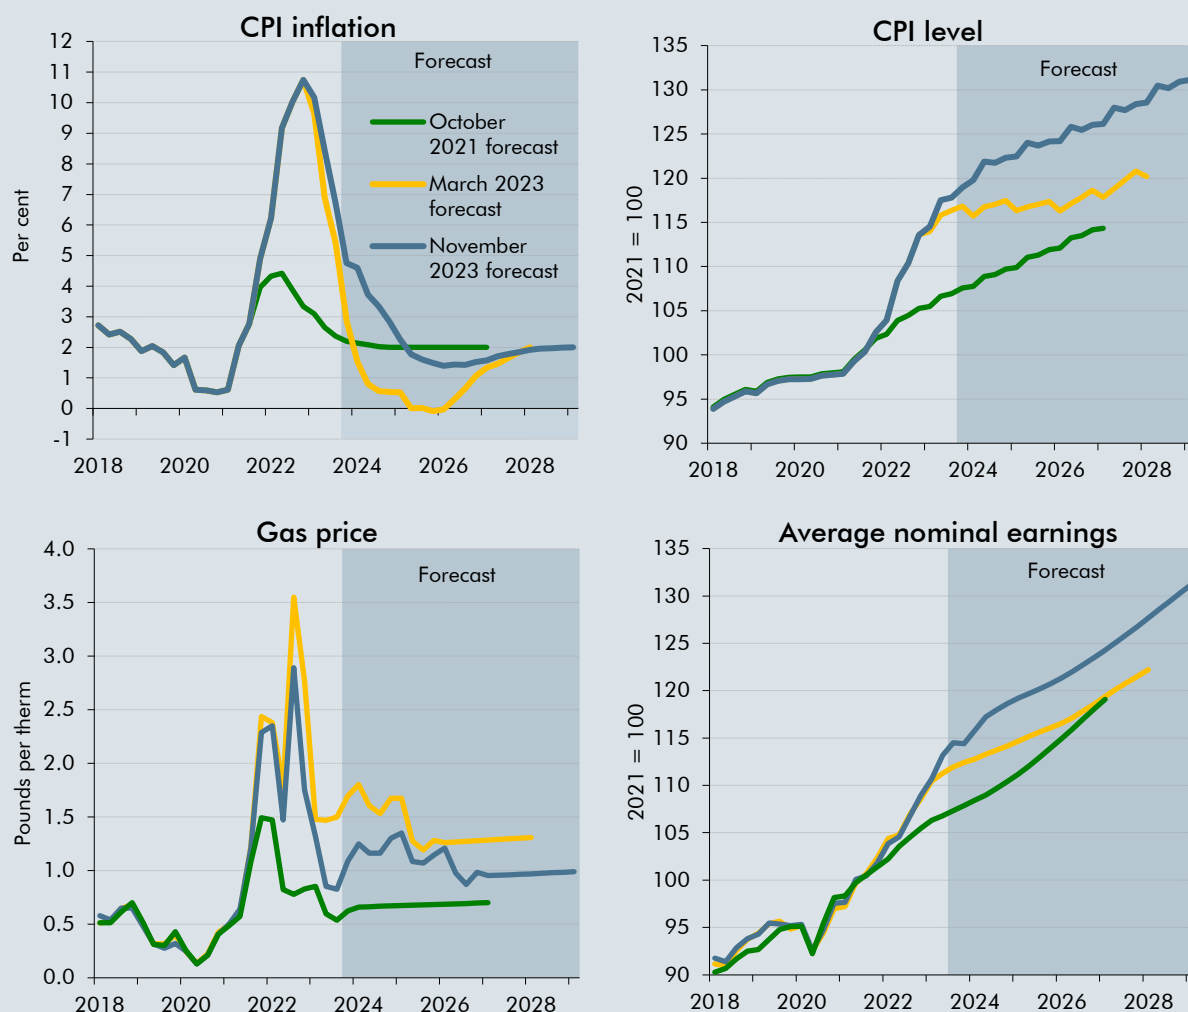 CPI inflation
12
11
10
9
8
7
6
5
4
3
2
1
0
-1
Per cent
Forecast
October
2021 forecast
March 2023
forecast
November
2023 forecast
2018 2020 2022 2024 2026 2028
CPI level
135
130
125
120
115
110
105
100
95
90
2021 = 100
Forecast
2018 2020 2022 2024 2026 2028
Gas price
4.0
3.5
3.0
2.5
2.0
1.5
1.0
0.5
0.0
Pounds per therm
Forecast
2018 2020 2022 2024 2026 2028
Average nominal earnings
135
130
125
120
115
110
105
100
95
90
2021 = 100
Forecast
2018 2020 2022 2024 2026 2028